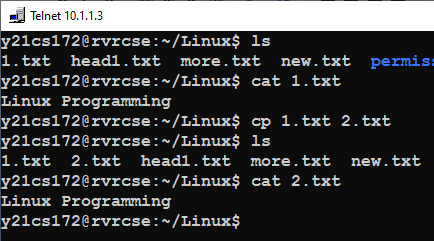 Telnet 10.1.1.3
y21cs172@rvrcse:~/Linux$ ls
1.txt  head1.txt  more.txt  new.txt  permis
y21cs172@rvrcse:~/Linux$ cat 1.txt
Linux Programming
y21cs172@rvrcse:~/Linux$ cp 1.txt 2.txt
y21cs172@rvrcse:~/Linux$ ls
1.txt  2.txt  head1.txt  more.txt  new.txt
y21cs172@rvrcse:~/Linux$ cat 2.txt
Linux Programming
y21cs172@rvrcse:~/Linux$